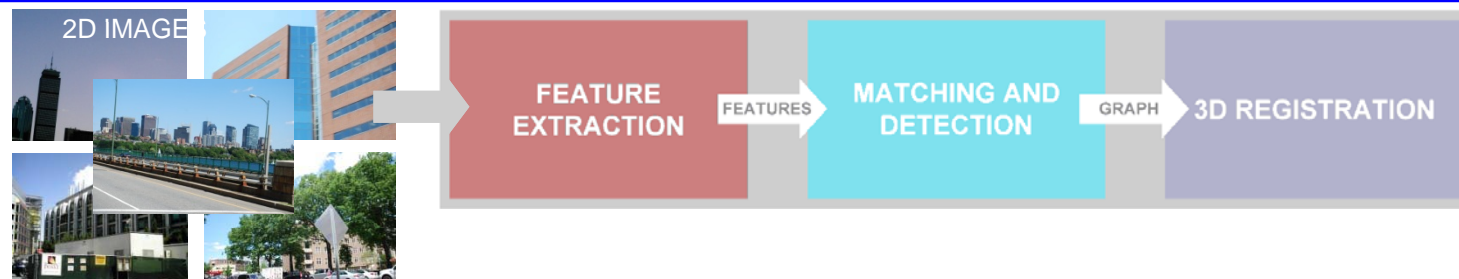 2D IMAGES
FEATURE
EXTRACTION
FEATURES
MATCHING AND
DETECTION
GRAPH
3D REGISTRATION